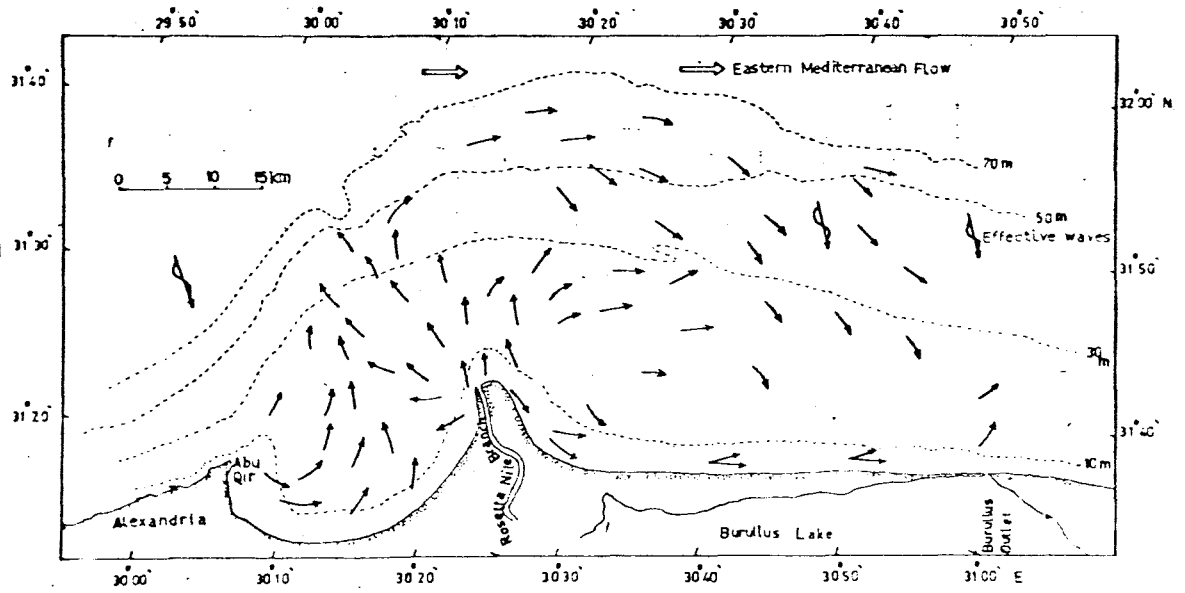 29°50' 30°00' 30°10' 30°20' 30°30' 30°40' 30°50'
31°40'
Eastern Mediterranean Flow
32°00' N
0 5 10 15km
70m
50m
Effective waves
31°30'
31°50'
30m
31°20'
31°40'
10m
Abu
Qir
Alexandria
Rosetta Nile Branch
Burullus Lake
Burullus
Outlet
30°00' 30°10' 30°20' 30°30' 30°40' 30°50' 31°00' E